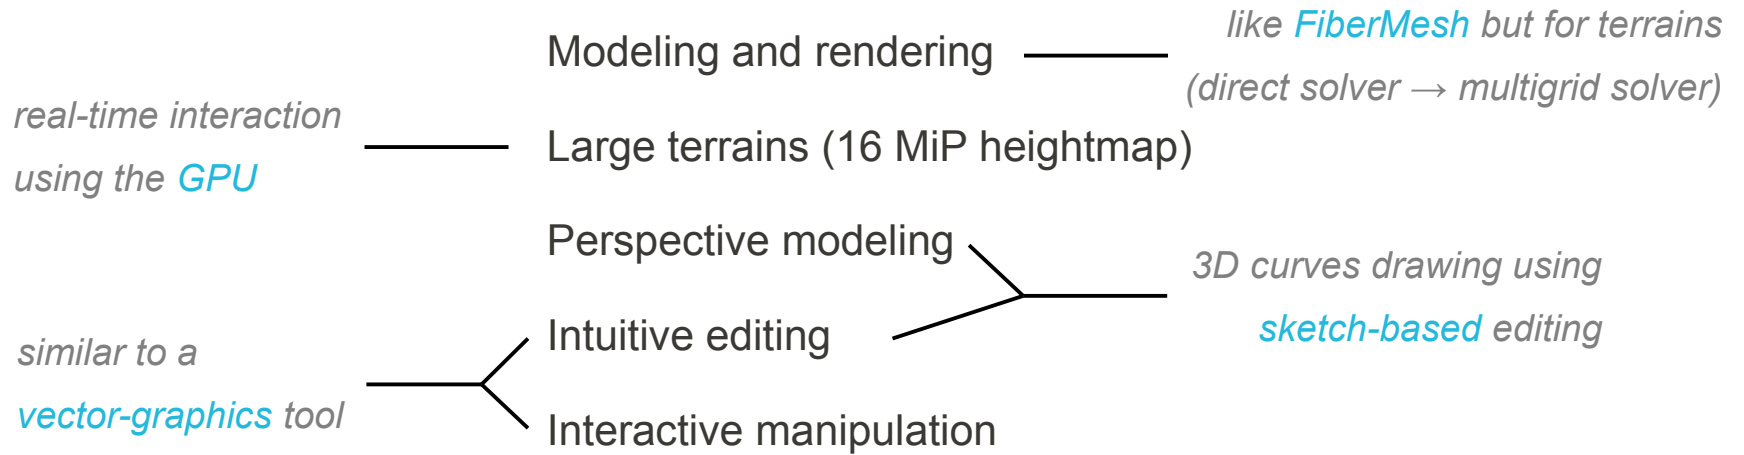 like FiberMesh but for terrains
Modeling and rendering
(direct solver → multigrid solver)
real-time interaction
Large terrains (16 MiP heightmap)
using the GPU
Perspective modeling
3D curves drawing using
Intuitive editing
sketch-based editing
similar to a
vector-graphics tool
Interactive manipulation